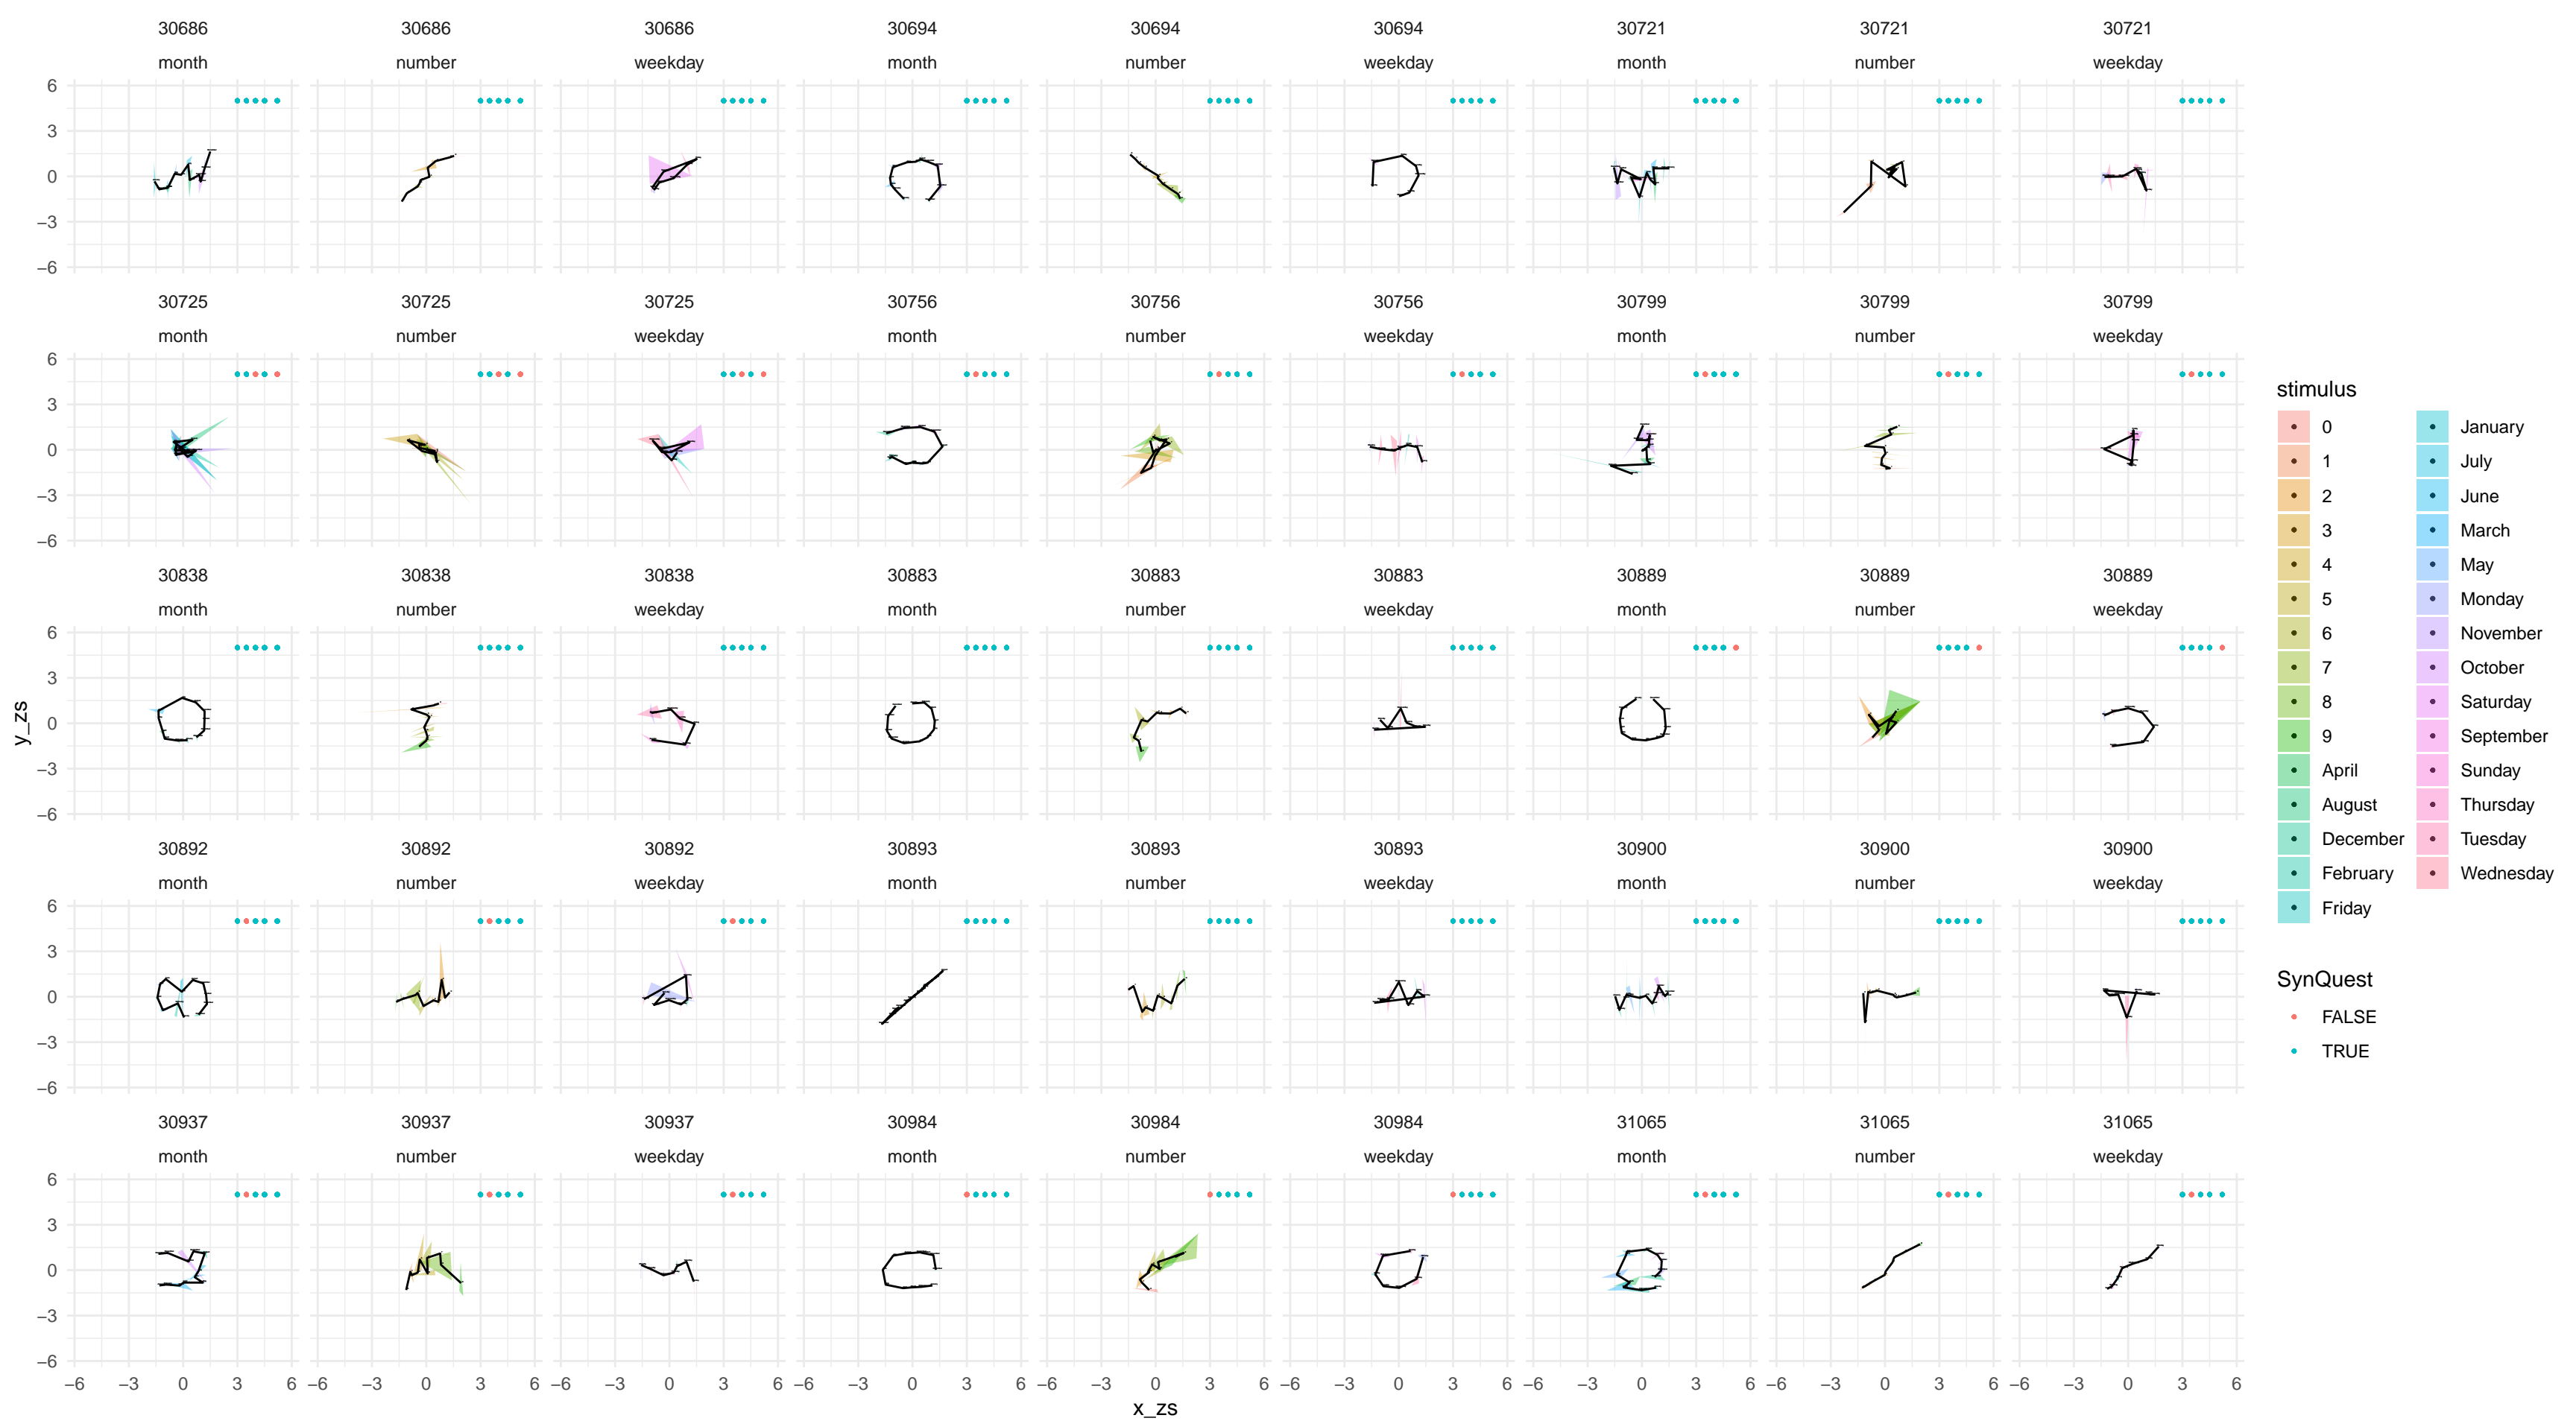 30686 30686 30686 30694 30694 30694 30721 30721 30721
month number weekday month number weekday month number weekday
6
3
0
−3
−6
30725 30725 30725 30756 30756 30756 30799 30799 30799
month number weekday month number weekday month number weekday
6
3
0
−3
−6
30838 30838 30838 30883 30883 30883 30889 30889 30889
month number weekday month number weekday month number weekday
6
3
0
−3
−6
30892 30892 30892 30893 30893 30893 30900 30900 30900
month number weekday month number weekday month number weekday
6
3
0
−3
−6
30937 30937 30937 30984 30984 30984 31065 31065 31065
month number weekday month number weekday month number weekday
6
3
0
−3
−6
−6 −3 0 3 6 −6 −3 0 3 6 −6 −3 0 3 6 −6 −3 0 3 6 −6 −3 0 3 6 −6 −3 0 3 6 −6 −3 0 3 6 −6 −3 0 3 6 −6 −3 0 3 6
x_zs
y_zs
stimulus
0 January
1 July
2 June
3 March
4 May
5 Monday
6 November
7 October
8 Saturday
9 September
April Sunday
August Thursday
December Tuesday
February Wednesday
Friday
SynQuest
FALSE
TRUE